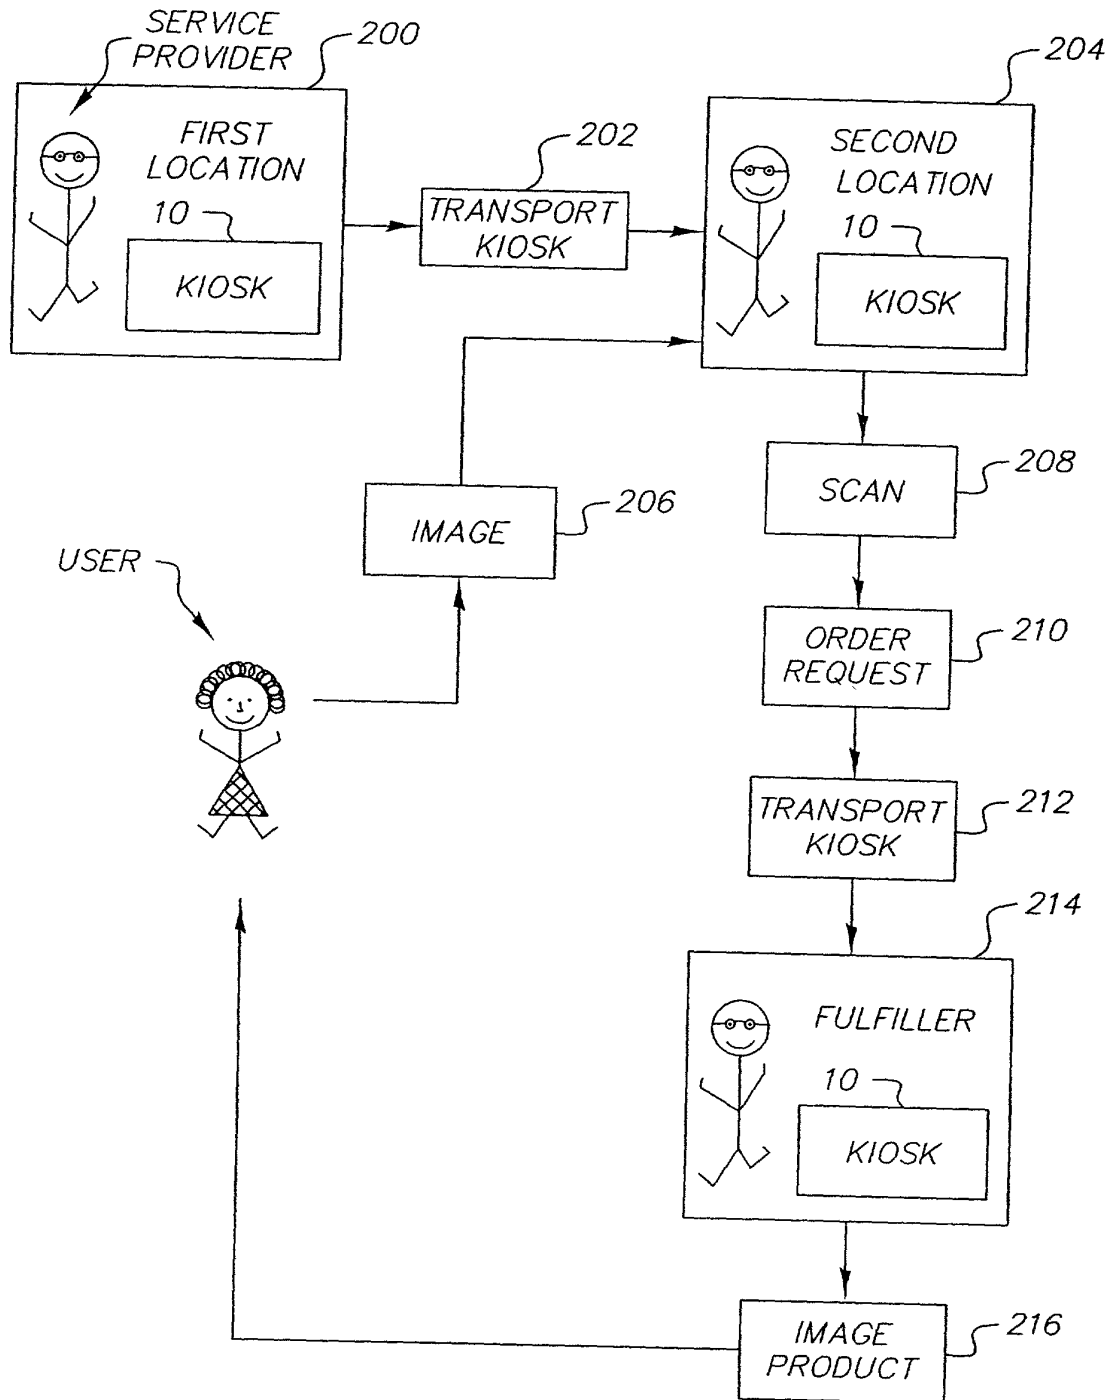 SERVICE
PROVIDER
200
FIRST
LOCATION
10
KIOSK
202
TRANSPORT
KIOSK
204
SECOND
LOCATION
10
KIOSK
206
IMAGE
208
SCAN
USER
210
ORDER
REQUEST
212
TRANSPORT
KIOSK
214
FULFILLER
10
KIOSK
216
IMAGE
PRODUCT